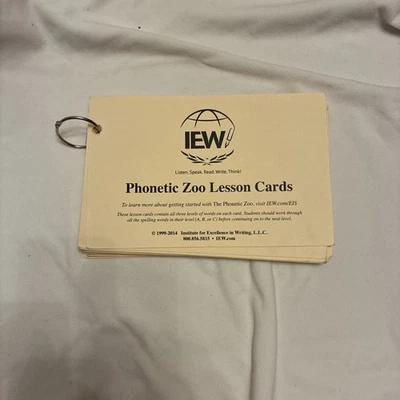 IEW
Listen. Speak. Read. Write. Think!
Phonetic Zoo Lesson Cards
To learn more about getting started with The Phonetic Zoo, visit IEW.com/EIS
These lesson cards contain all three levels of words on each card. Students should work through
all the spelling words in their level (A, B, or C) before continuing on to the next level.
© 1999-2014 Institute for Excellence in Writing, L.L.C.
800.856.5815 • IEW.com